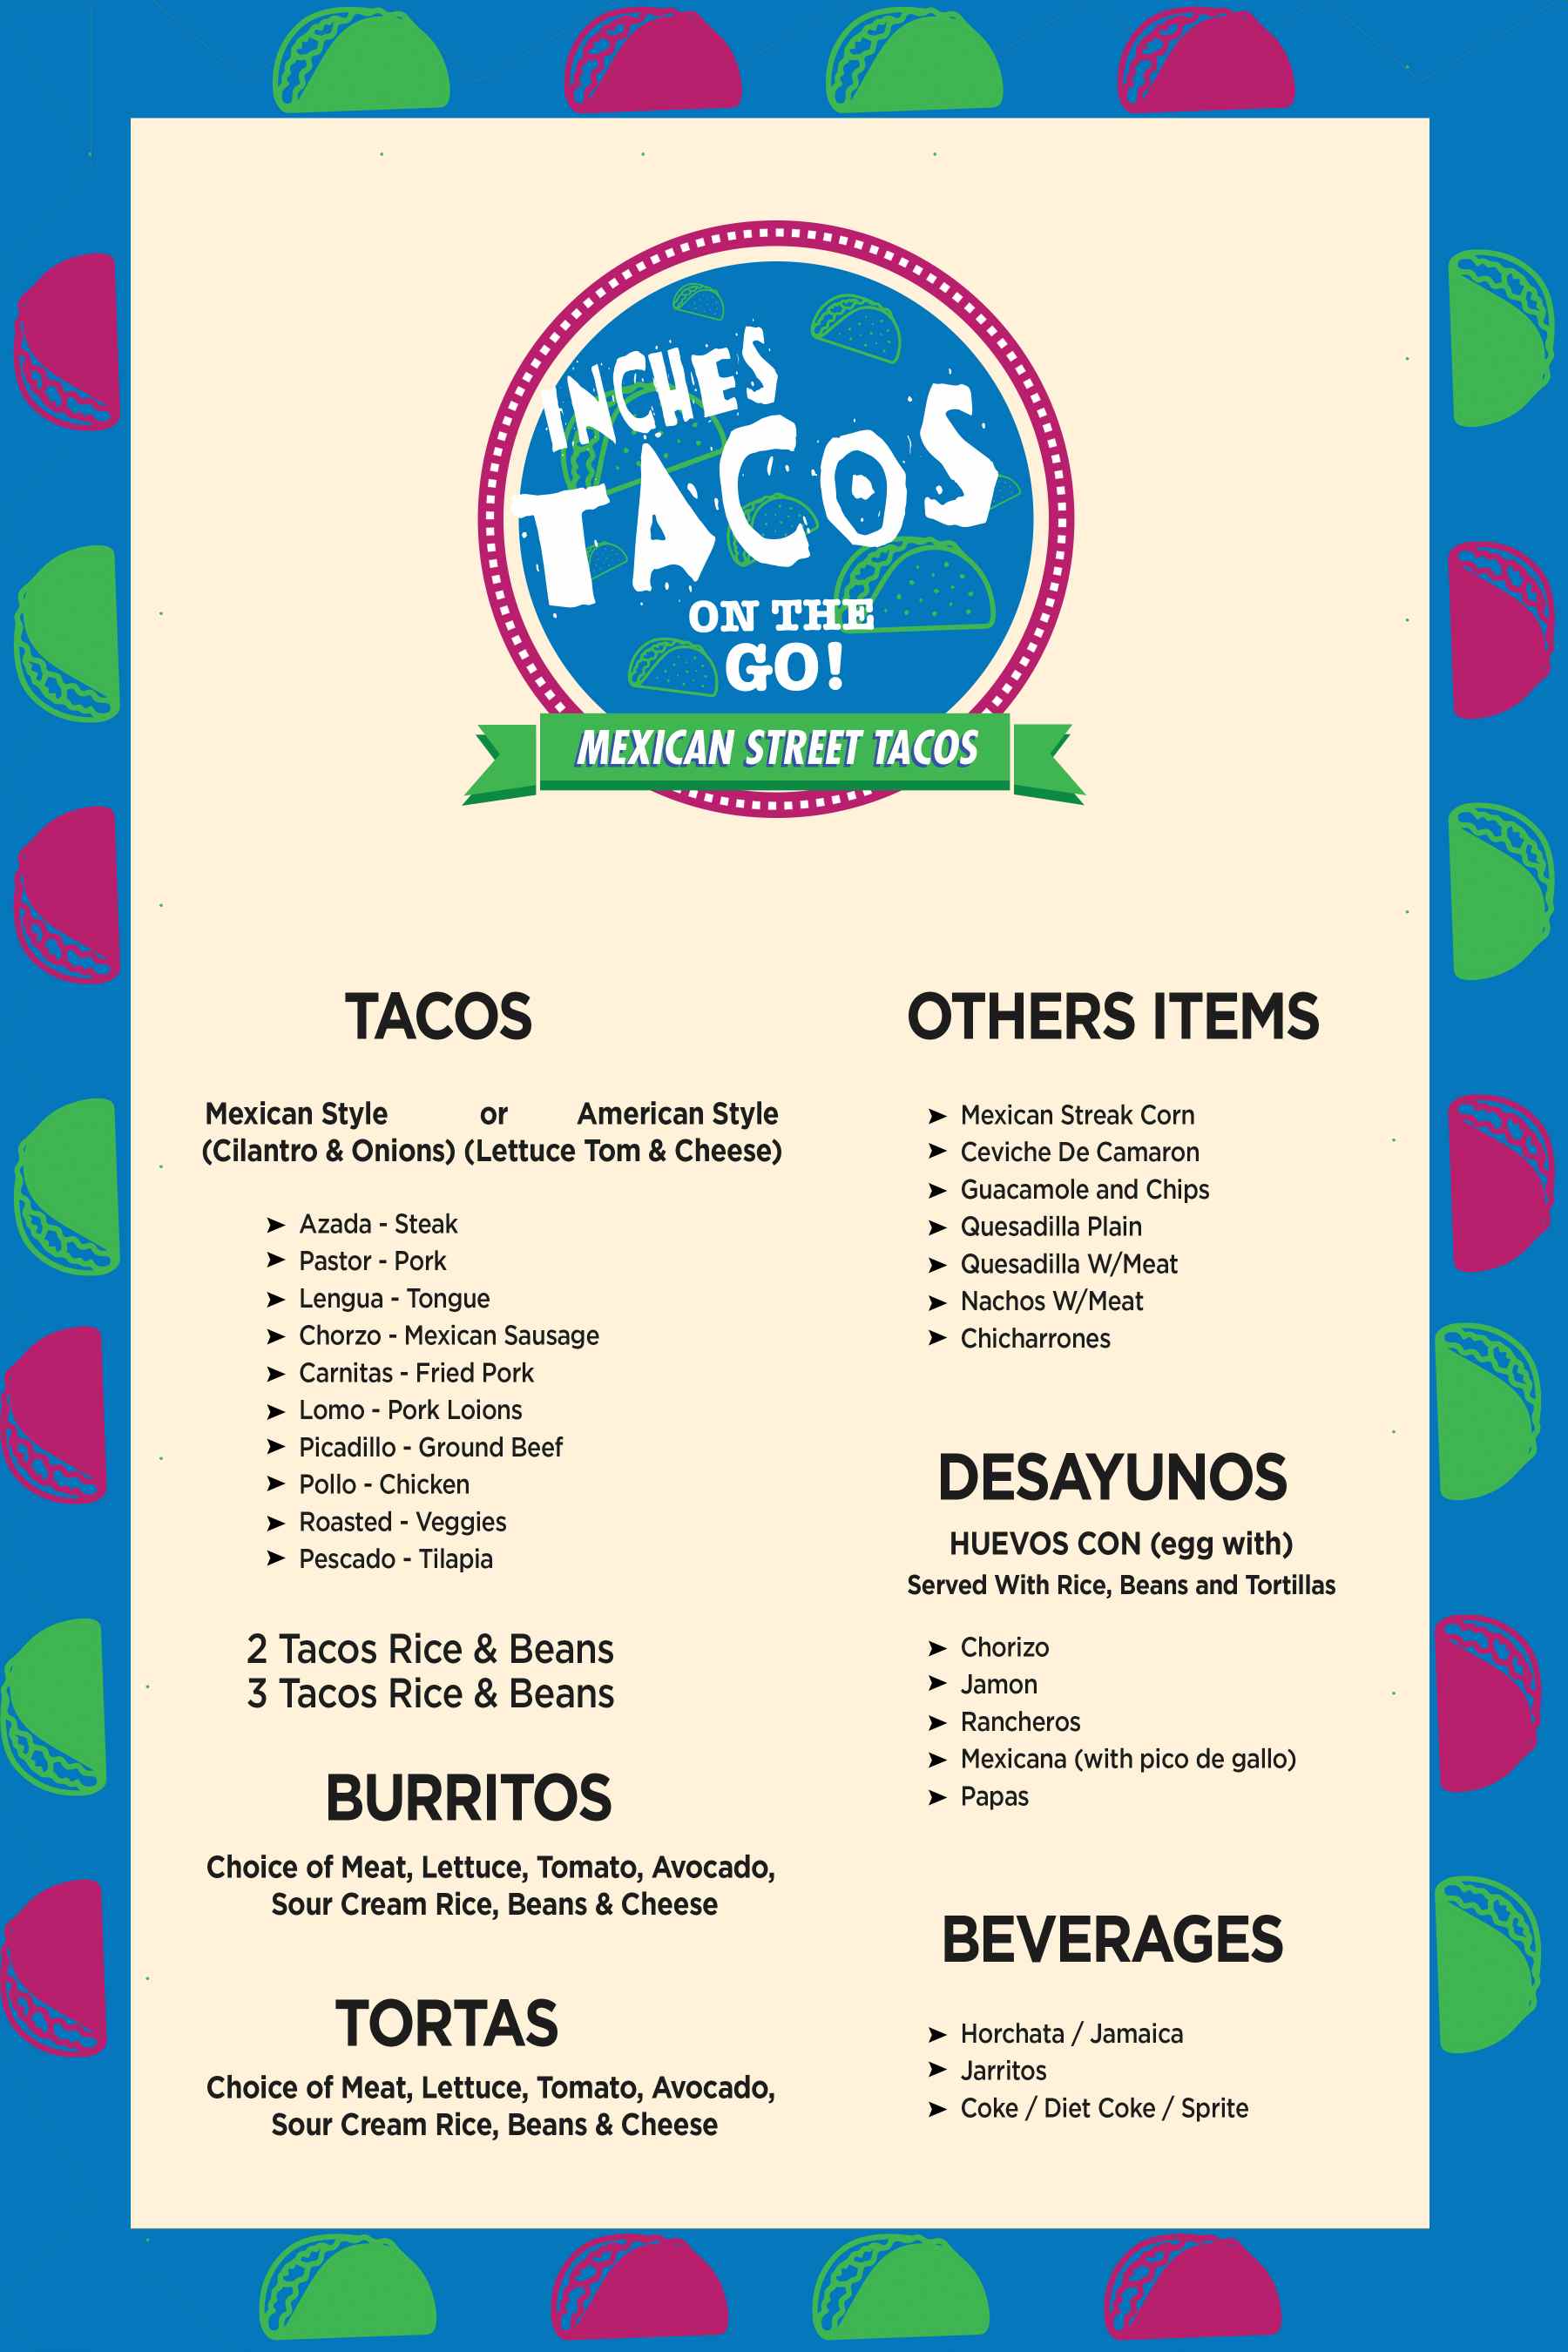 INCHES
TACOS
ON THE
GO!
MEXICAN STREET TACOS
TACOS
Mexican Style or American Style
(Cilantro & Onions) (Lettuce Tom & Cheese)
Azada - Steak
Pastor - Pork
Lengua - Tongue
Chorzo - Mexican Sausage
Carnitas - Fried Pork
Lomo - Pork Loions
Picadillo - Ground Beef
Pollo - Chicken
Roasted - Veggies
Pescado - Tilapia
2 Tacos Rice & Beans
3 Tacos Rice & Beans
BURRITOS
Choice of Meat, Lettuce, Tomato, Avocado,
Sour Cream Rice, Beans & Cheese
TORTAS
Choice of Meat, Lettuce, Tomato, Avocado,
Sour Cream Rice, Beans & Cheese
OTHERS ITEMS
Mexican Streak Corn
Ceviche De Camaron
Guacamole and Chips
Quesadilla Plain
Quesadilla W/Meat
Nachos W/Meat
Chicharrones
DESAYUNOS
HUEVOS CON (egg with)
Served With Rice, Beans and Tortillas
Chorizo
Jamon
Rancheros
Mexicana (with pico de gallo)
Papas
BEVERAGES
Horchata / Jamaica
Jarritos
Coke / Diet Coke / Sprite